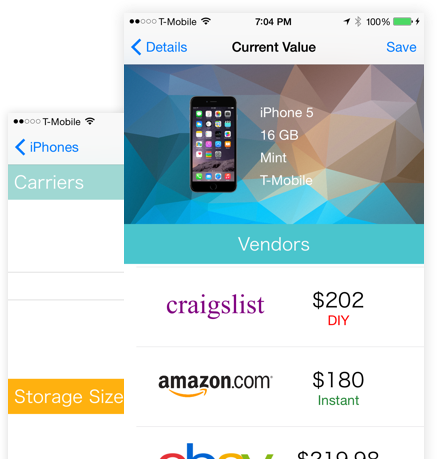 T-Mobile 7:04 PM 100%
Details Current Value Save
iPhone 5
16 GB
Mint
T-Mobile
Vendors
craigslist $202
DIY
amazon.com $180
Instant
ebay $219.98
T-Mobile
iPhones
Carriers
Storage Size